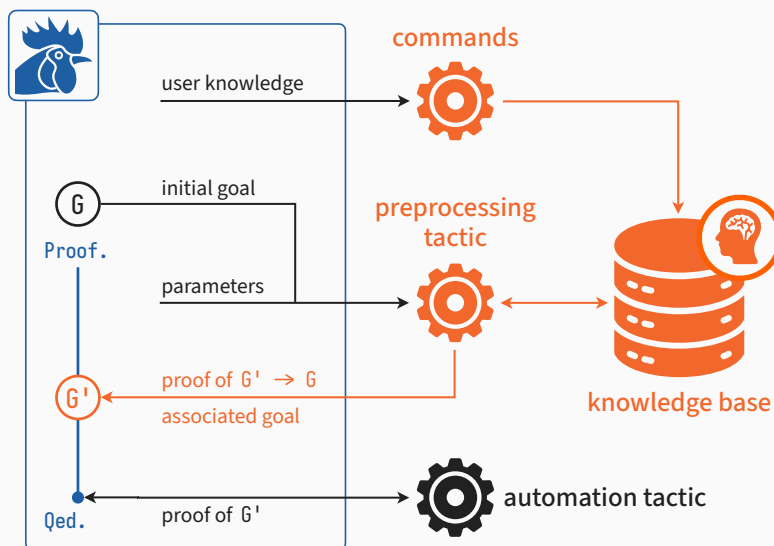 commands
user knowledge
G
initial goal
preprocessing
tactic
Proof.
parameters
G'
proof of G' → G
associated goal
knowledge base
automation tactic
proof of G'
Qed.